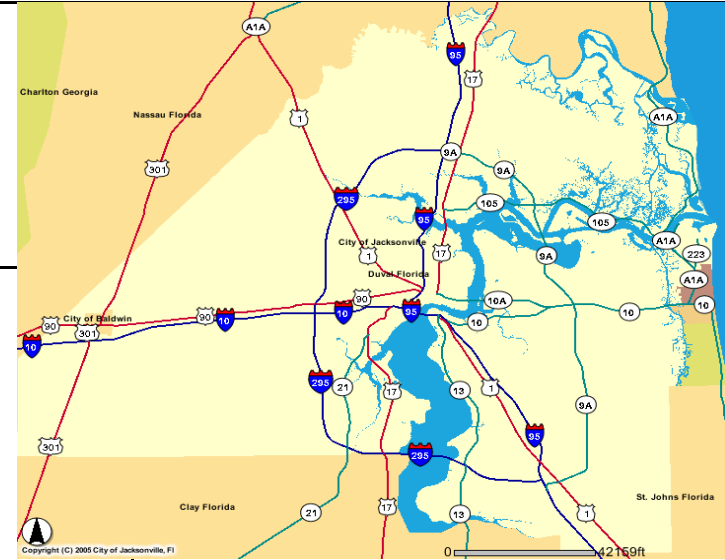 A1A
95
17
Charlton Georgia
Nassau Florida
1
A1A
9A
301
9A
295
105
95
105
City of Jacksonville
A1A
1
17
9A
223
Duval Florida
A1A
90
10A
90
City of Baldwin
90
10
10
95
10
10
301
10
10
295
21
17
13
1
9A
95
301
295
Clay Florida
St. Johns Florida
21
17
13
1
Copyright (C) 2005 City of Jacksonville, Fl
0
42159ft